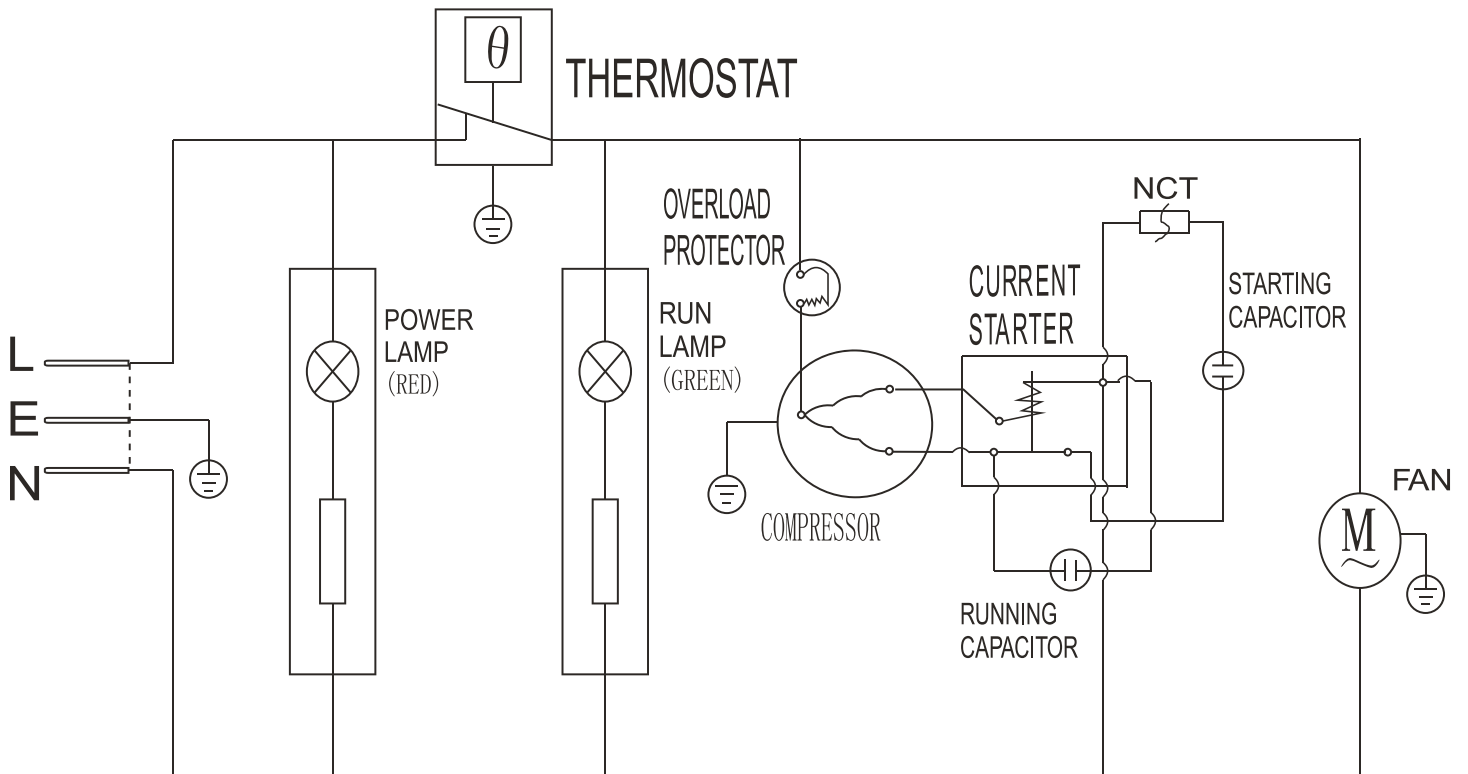 θ
THERMOSTAT
NCT
OVERLOAD
PROTECTOR
CURRENT
STARTER
STARTING
CAPACITOR
POWER
LAMP
(RED)
RUN
LAMP
(GREEN)
L
E
N
FAN
M
~
COMPRESSOR
RUNNING
CAPACITOR